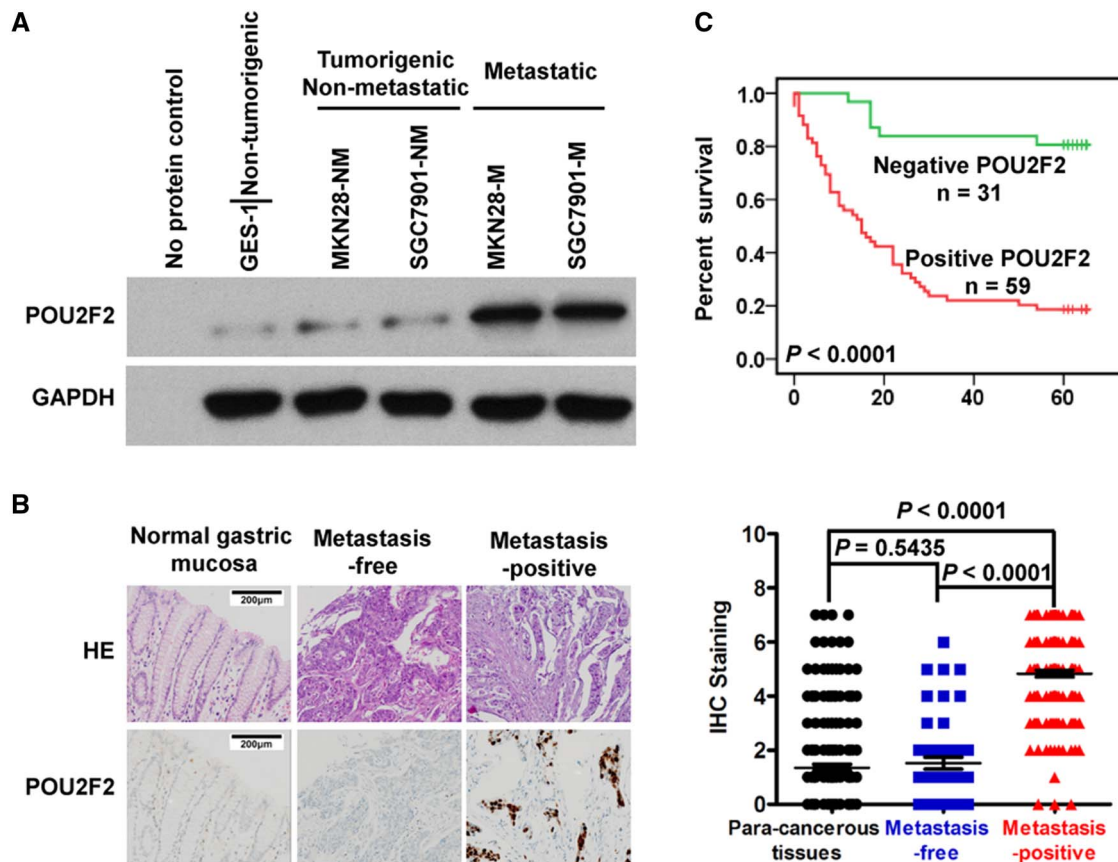 A
No protein control
GES-1
Non-tumorigenic
Tumorigenic
Non-metastatic
MKN28-NM
SGC7901-NM
Metastatic
MKN28-M
SGC7901-M
POU2F2
GAPDH
C
Percent survival
1.0
0.8
0.6
0.4
0.2
0.0
Negative POU2F2
n = 31
Positive POU2F2
n = 59
P < 0.0001
0
20
40
60
B
Normal gastric
mucosa
Metastasis
-free
Metastasis
-positive
HE
200µm
POU2F2
200µm
IHC Staining
10
8
6
4
2
0
P < 0.0001
P = 0.5435
P < 0.0001
Para-cancerous
tissues
Metastasis
-free
Metastasis
-positive